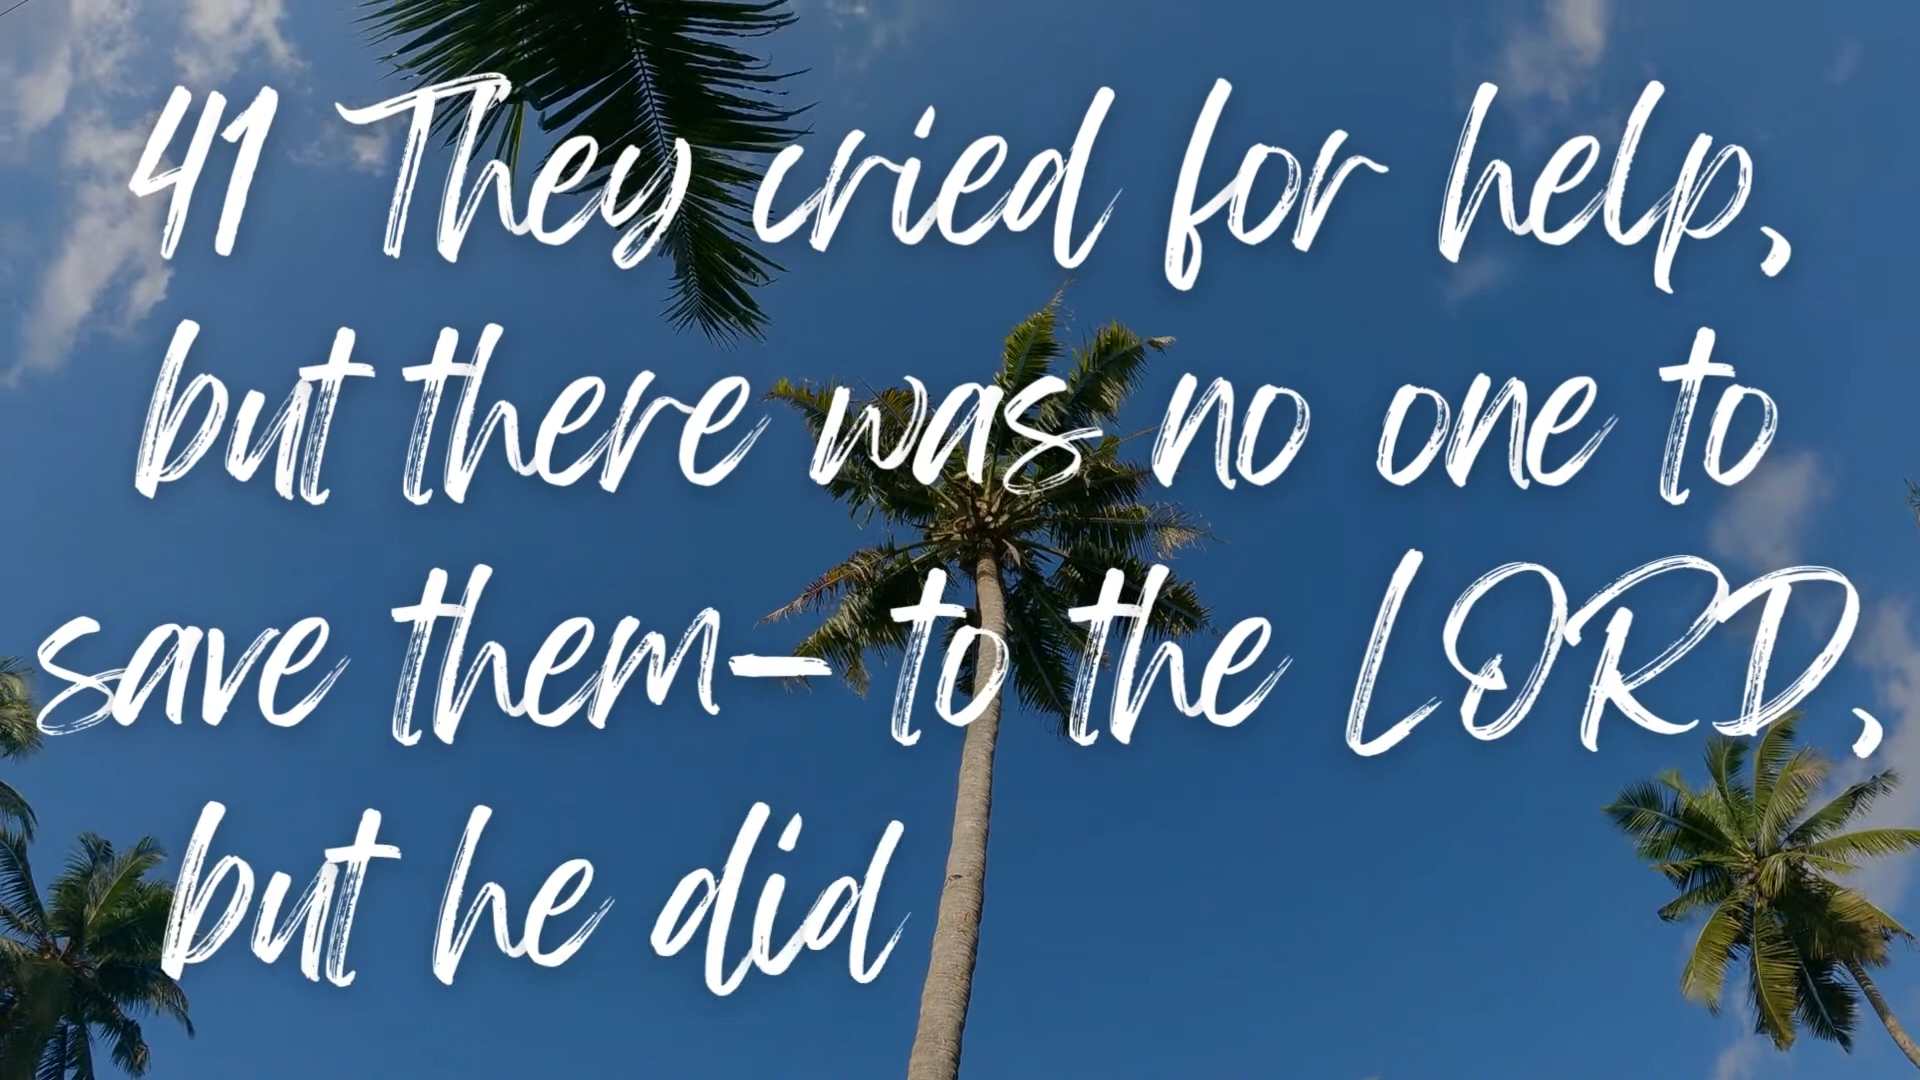 41 They cried for help,
but there was no one to
save them– to the LORD,
but he did